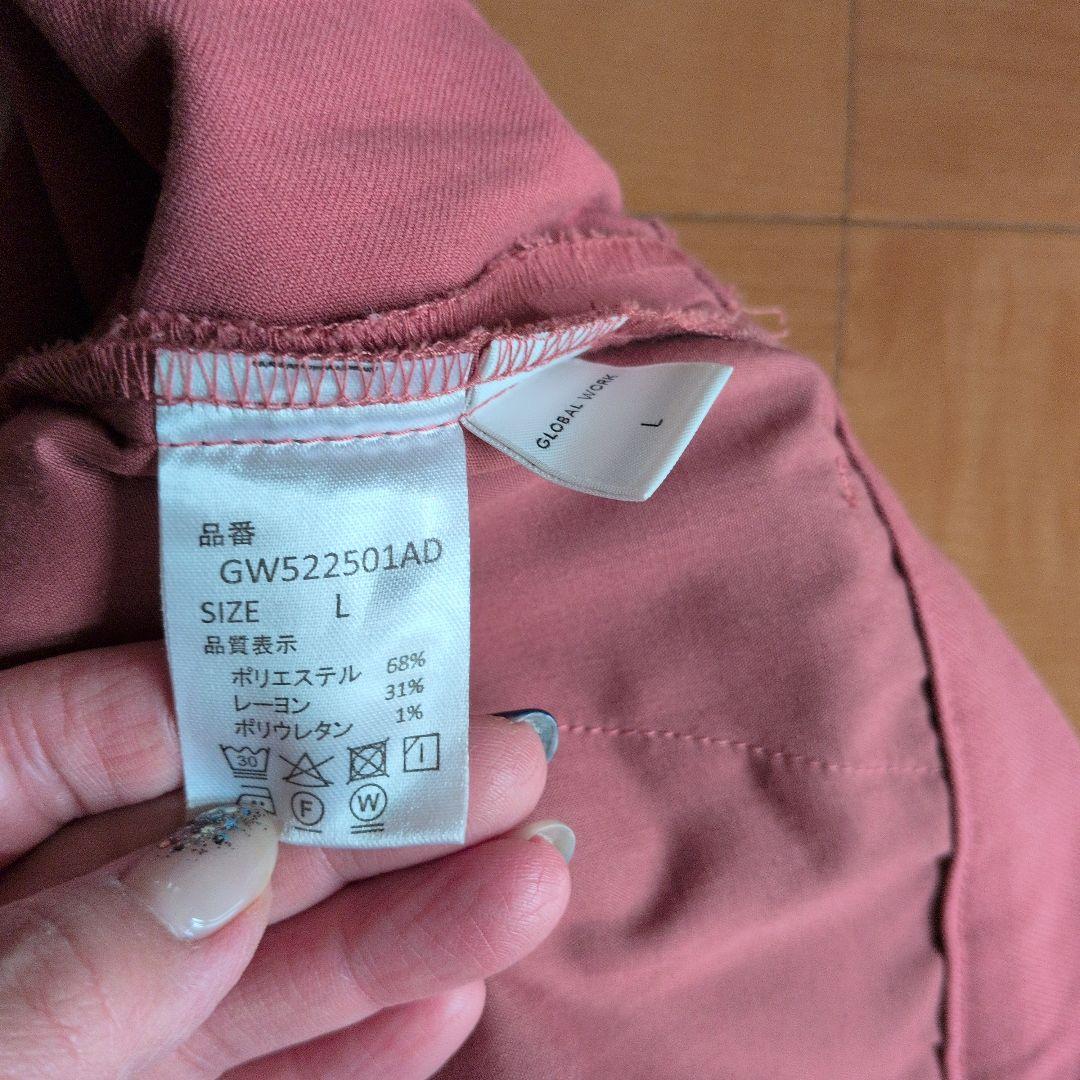 品番
GW522501AD
SIZE L
品質表示
ポリエステル 68%
レーヨン 31%
ポリウレタン 1%
30
F W
GLOBAL WORK
L